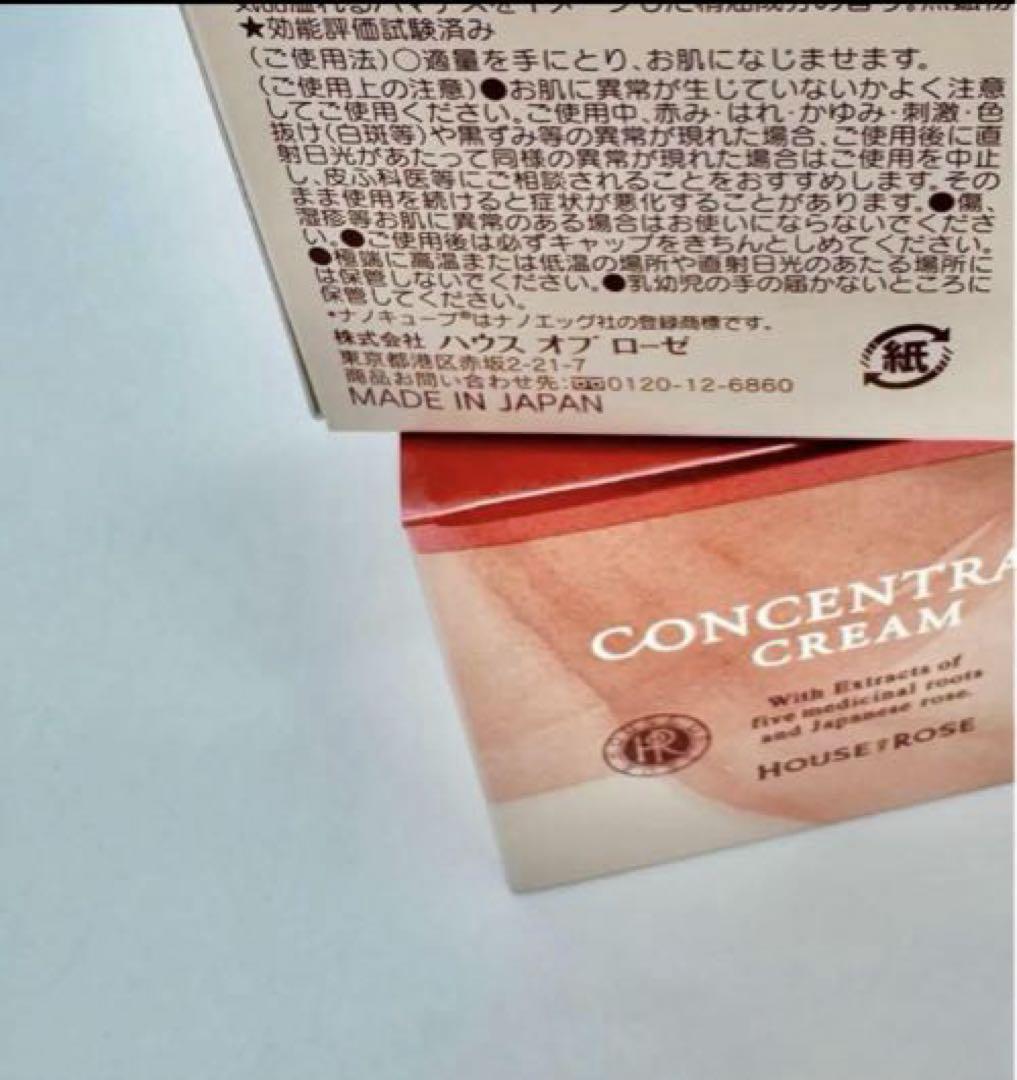 ★効能評価試験済み
(ご使用法)○適量を手にとり、お肌になじませます。
(ご使用上の注意)●お肌に異常が生じていないかよく注意
してご使用ください。ご使用中、赤み・はれ・かゆみ・刺激・色
抜け(白斑等)や黒ずみ等の異常が現れた場合、ご使用後に直
射日光があたって同様の異常が現れた場合はご使用を中止
し、皮ふ科医等にご相談されることをおすすめします。その
まま使用を続けると症状が悪化することがあります。●傷、
湿疹等お肌に異常のある場合はお使いにならないでくださ
い。●ご使用後は必ずキャップをきちんとしめてください。
●極端に高温または低温の場所や直射日光のあたる場所に
は保管しないでください。●乳幼児の手の届かないところに
保管してください。
*ナノキューブ®はナノエッグ社の登録商標です。
株式会社 ハウス オブ ローゼ
東京都港区赤坂2-21-7
商品お問い合わせ先:0120-12-6860
MADE IN JAPAN
紙
CONCENTRA
CREAM
With Extracts of
five medicinal roots
and Japanese rose.
HR
HOUSE OF ROSE